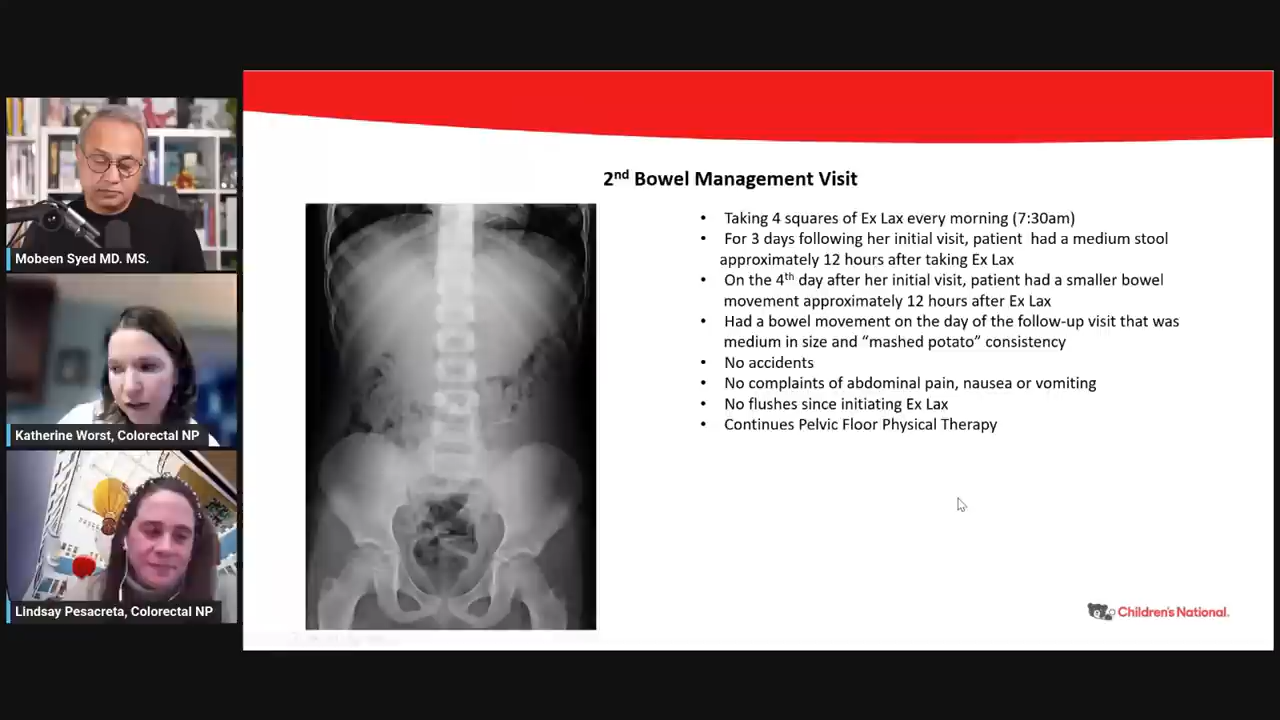 Mobeen Syed MD. MS.
Katherine Worst, Colorectal NP
Lindsay Pesacreta, Colorectal NP
2nd Bowel Management Visit
• Taking 4 squares of Ex Lax every morning (7:30am)
• For 3 days following her initial visit, patient had a medium stool
approximately 12 hours after taking Ex Lax
• On the 4th day after her initial visit, patient had a smaller bowel
movement approximately 12 hours after Ex Lax
• Had a bowel movement on the day of the follow-up visit that was
medium in size and “mashed potato” consistency
• No accidents
• No complaints of abdominal pain, nausea or vomiting
• No flushes since initiating Ex Lax
• Continues Pelvic Floor Physical Therapy
Children's National.